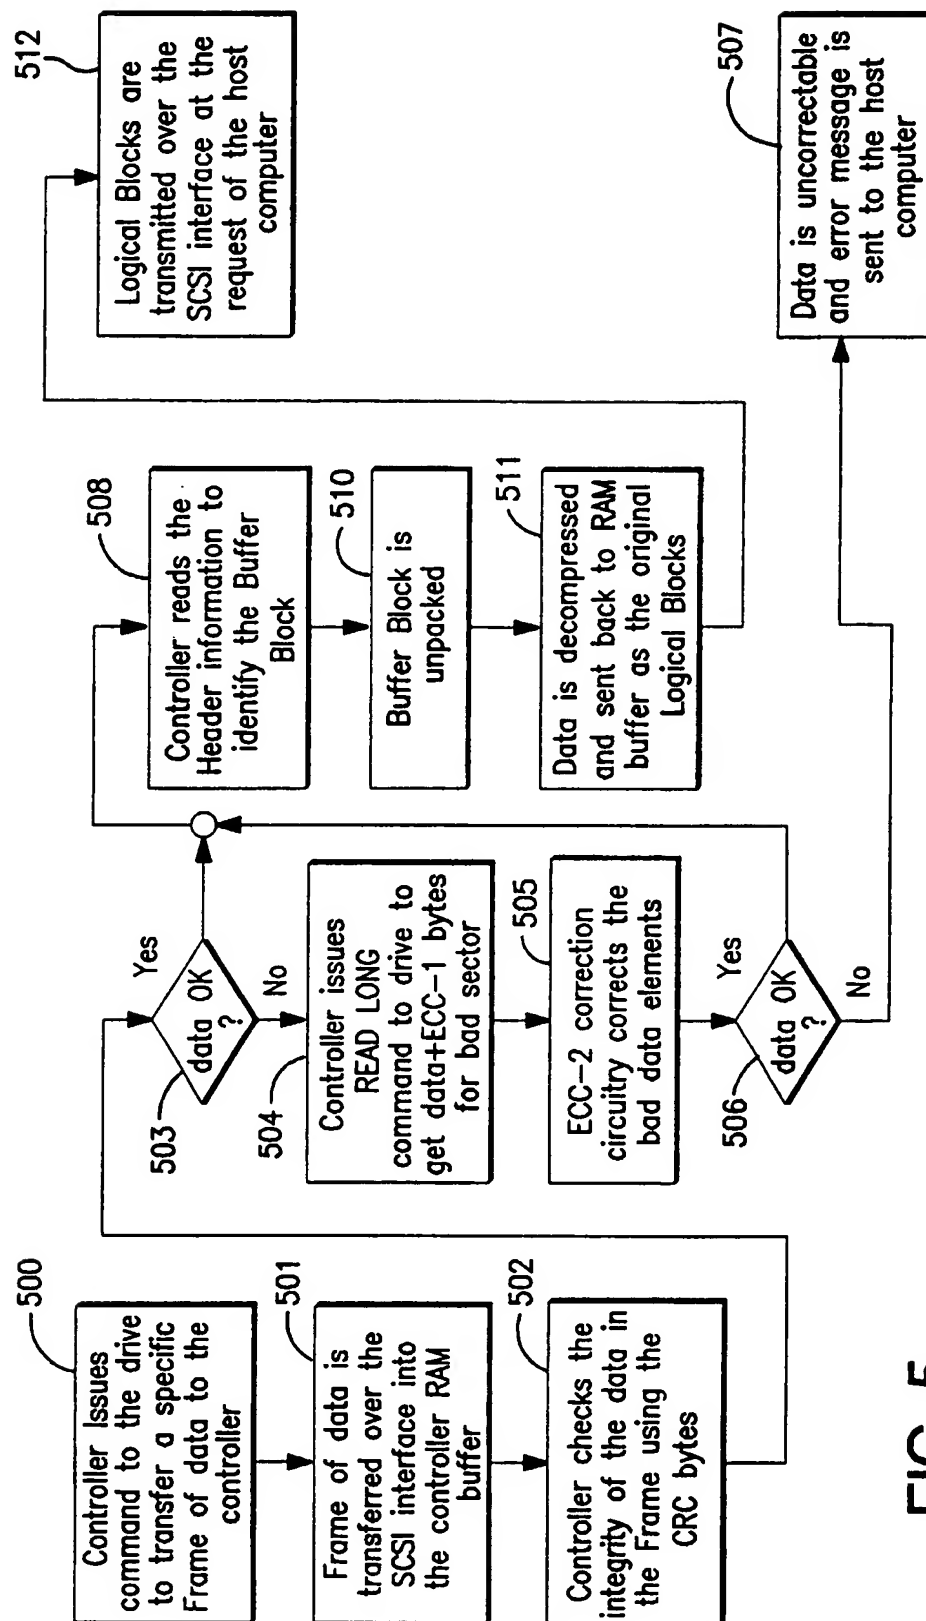 500
Controller Issues
command to the drive
to transfer a specific
Frame of data to the
controller
501
Frame of data is
transferred over the
SCSI interface into
the controller RAM
buffer
502
Controller checks the
integrity of the data in
the Frame using the
CRC bytes
503
data OK
?
Yes
No
504
Controller issues
READ LONG
command to drive to
get data+ECC-1 bytes
for bad sector
505
ECC-2 correction
circuitry corrects the
bad data elements
506
data OK
?
Yes
No
508
Controller reads the
Header information to
identify the Buffer
Block
510
Buffer Block is
unpacked
511
Data is decompressed
and sent back to RAM
buffer as the original
Logical Blocks
512
Logical Blocks are
transmitted over the
SCSI interface at the
request of the host
computer
507
Data is uncorrectable
and error message is
sent to the host
computer